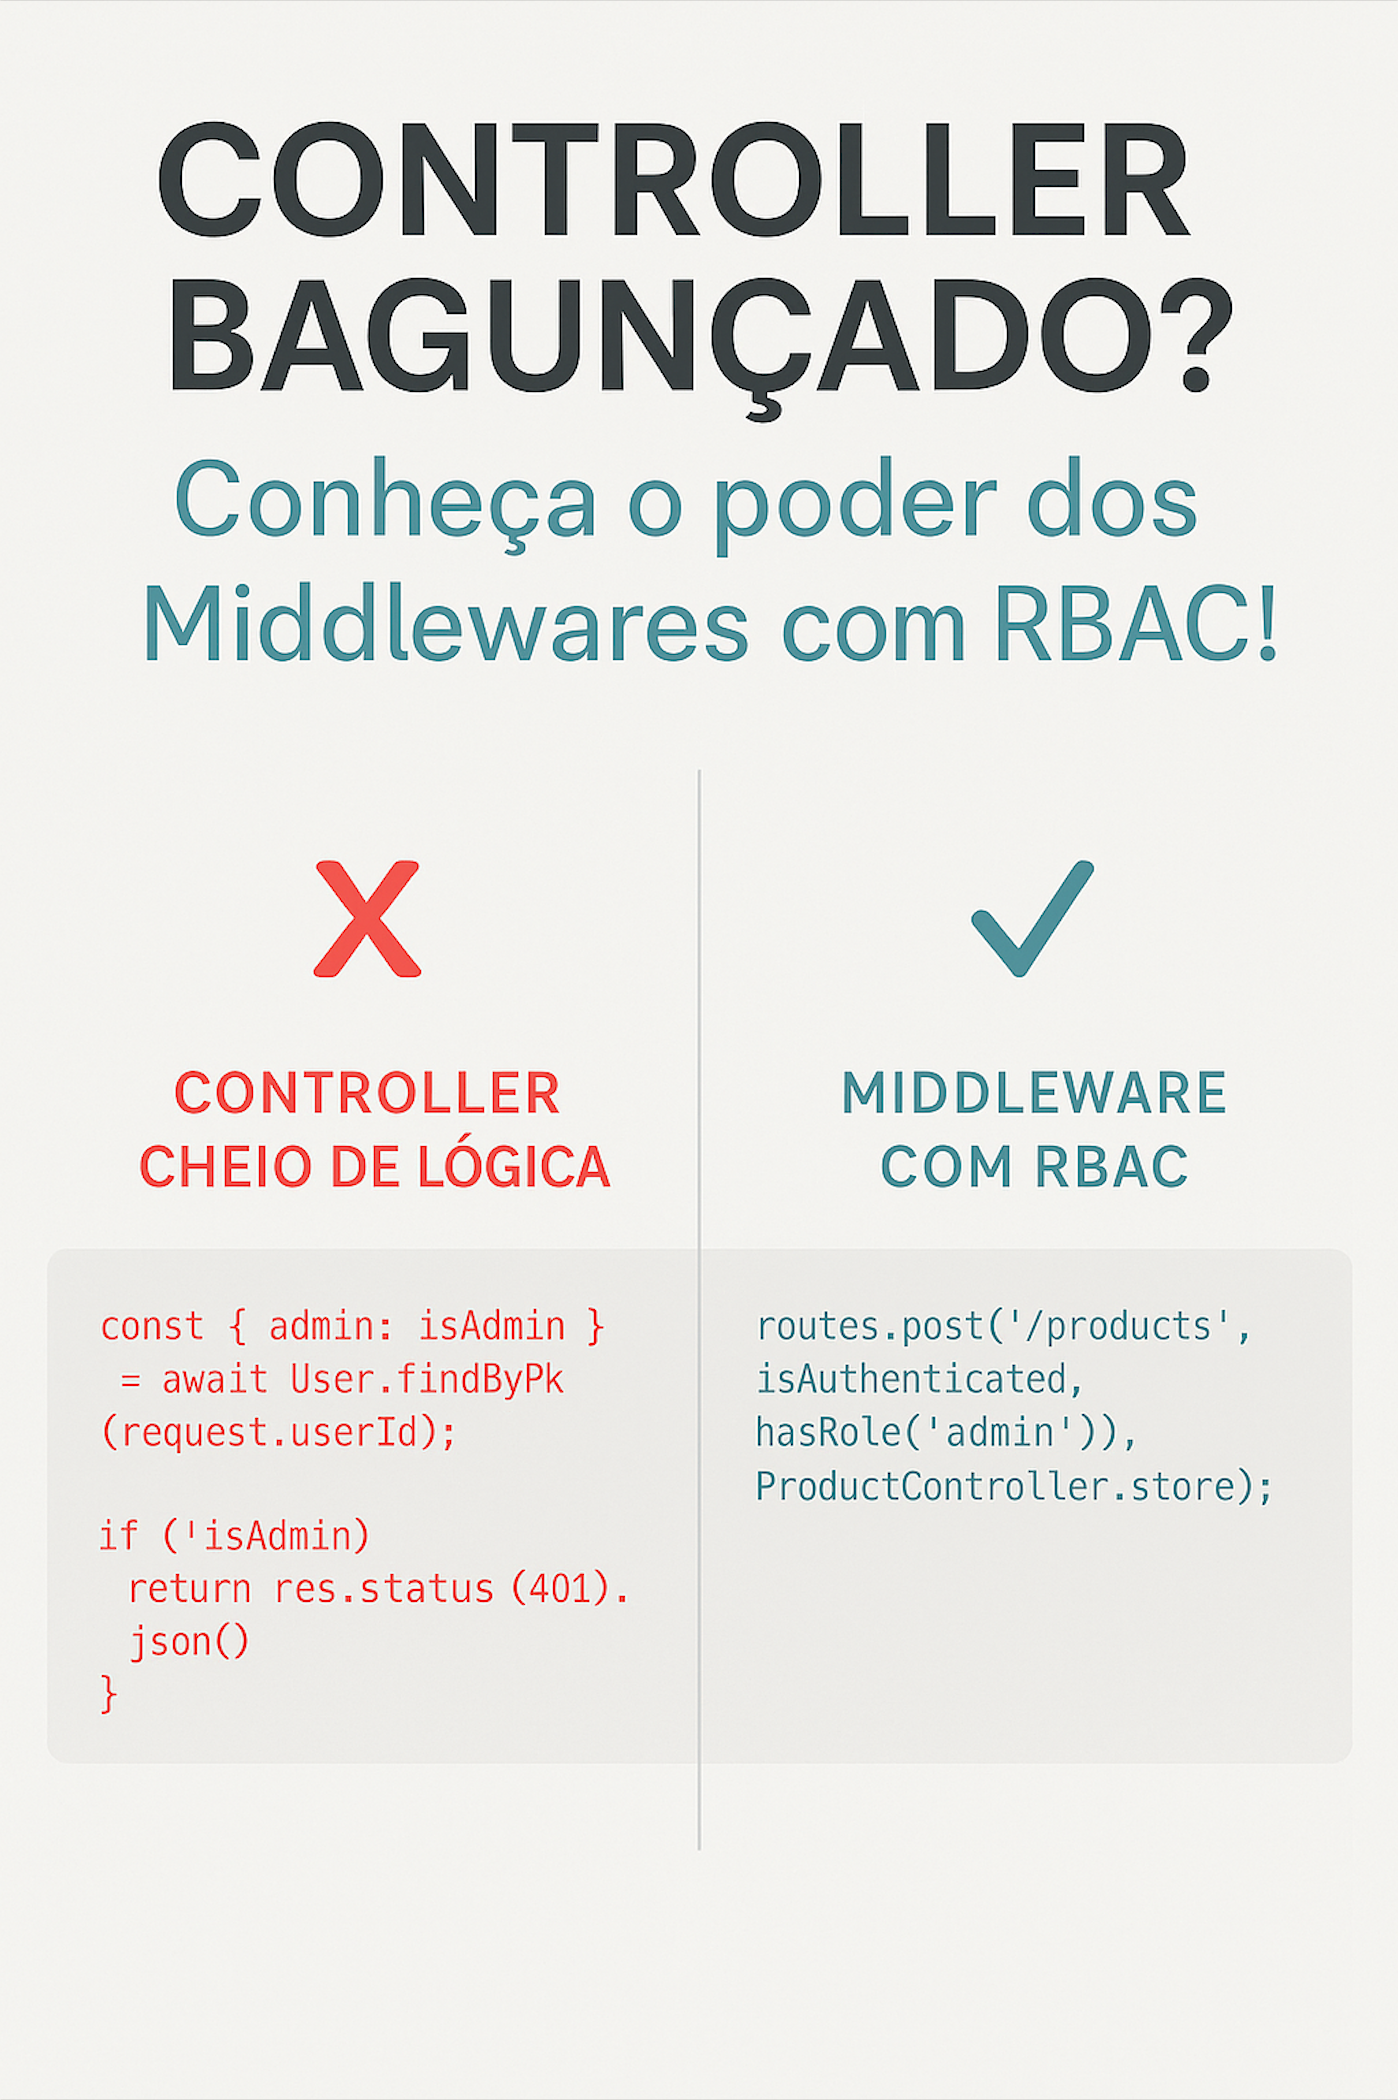 CONTROLLER
BAGUNÇADO?
Conheça o poder dos
Middlewares com RBAC!
X
CONTROLLER
CHEIO DE LÓGICA
const { admin: isAdmin }
= await User.findByPk
(request.userId);
if ('isAdmin)
return res.status (401).
json()
}
MIDDLEWARE
COM RBAC
routes.post('/products',
isAuthenticated,
hasRole('admin')),
ProductController.store);